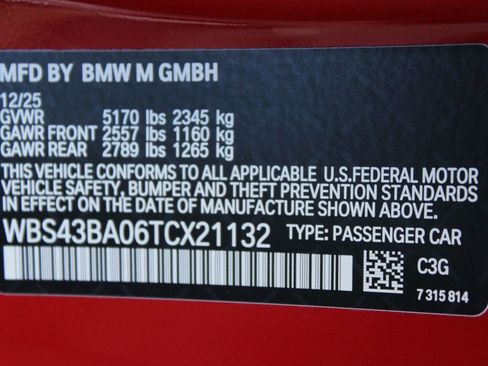 MFD BY BMW M GMBH
12/25
GVWR 5170 lbs 2345 kg
GAWR FRONT 2557 lbs 1160 kg
GAWR REAR 2789 lbs 1265 kg
THIS VEHICLE CONFORMS TO ALL APPLICABLE U.S.FEDERAL MOTOR
VEHICLE SAFETY, BUMPER AND THEFT PREVENTION STANDARDS
IN EFFECT ON THE DATE OF MANUFACTURE SHOWN ABOVE.
WBS43BA06TCX21132 TYPE: PASSENGER CAR
C3G
7 315 814